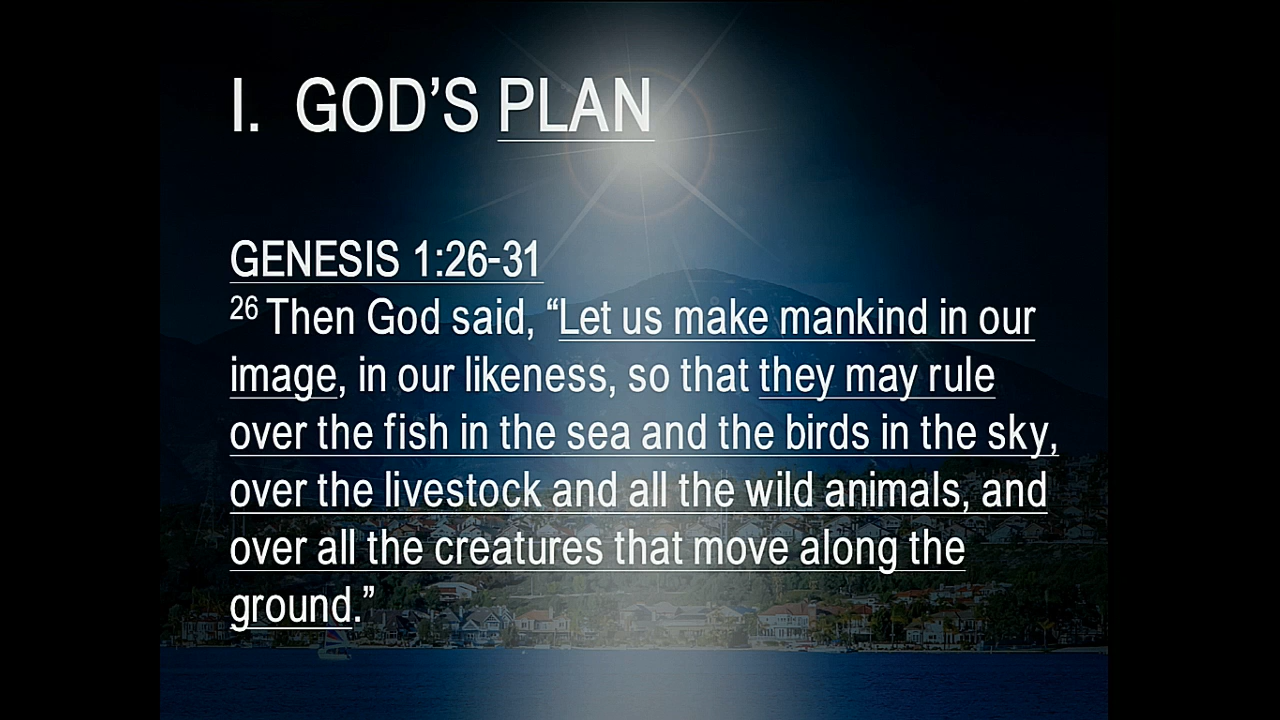 I. GOD’S PLAN
GENESIS 1:26-31
26 Then God said, “Let us make mankind in our
image, in our likeness, so that they may rule
over the fish in the sea and the birds in the sky,
over the livestock and all the wild animals, and
over all the creatures that move along the
ground.”